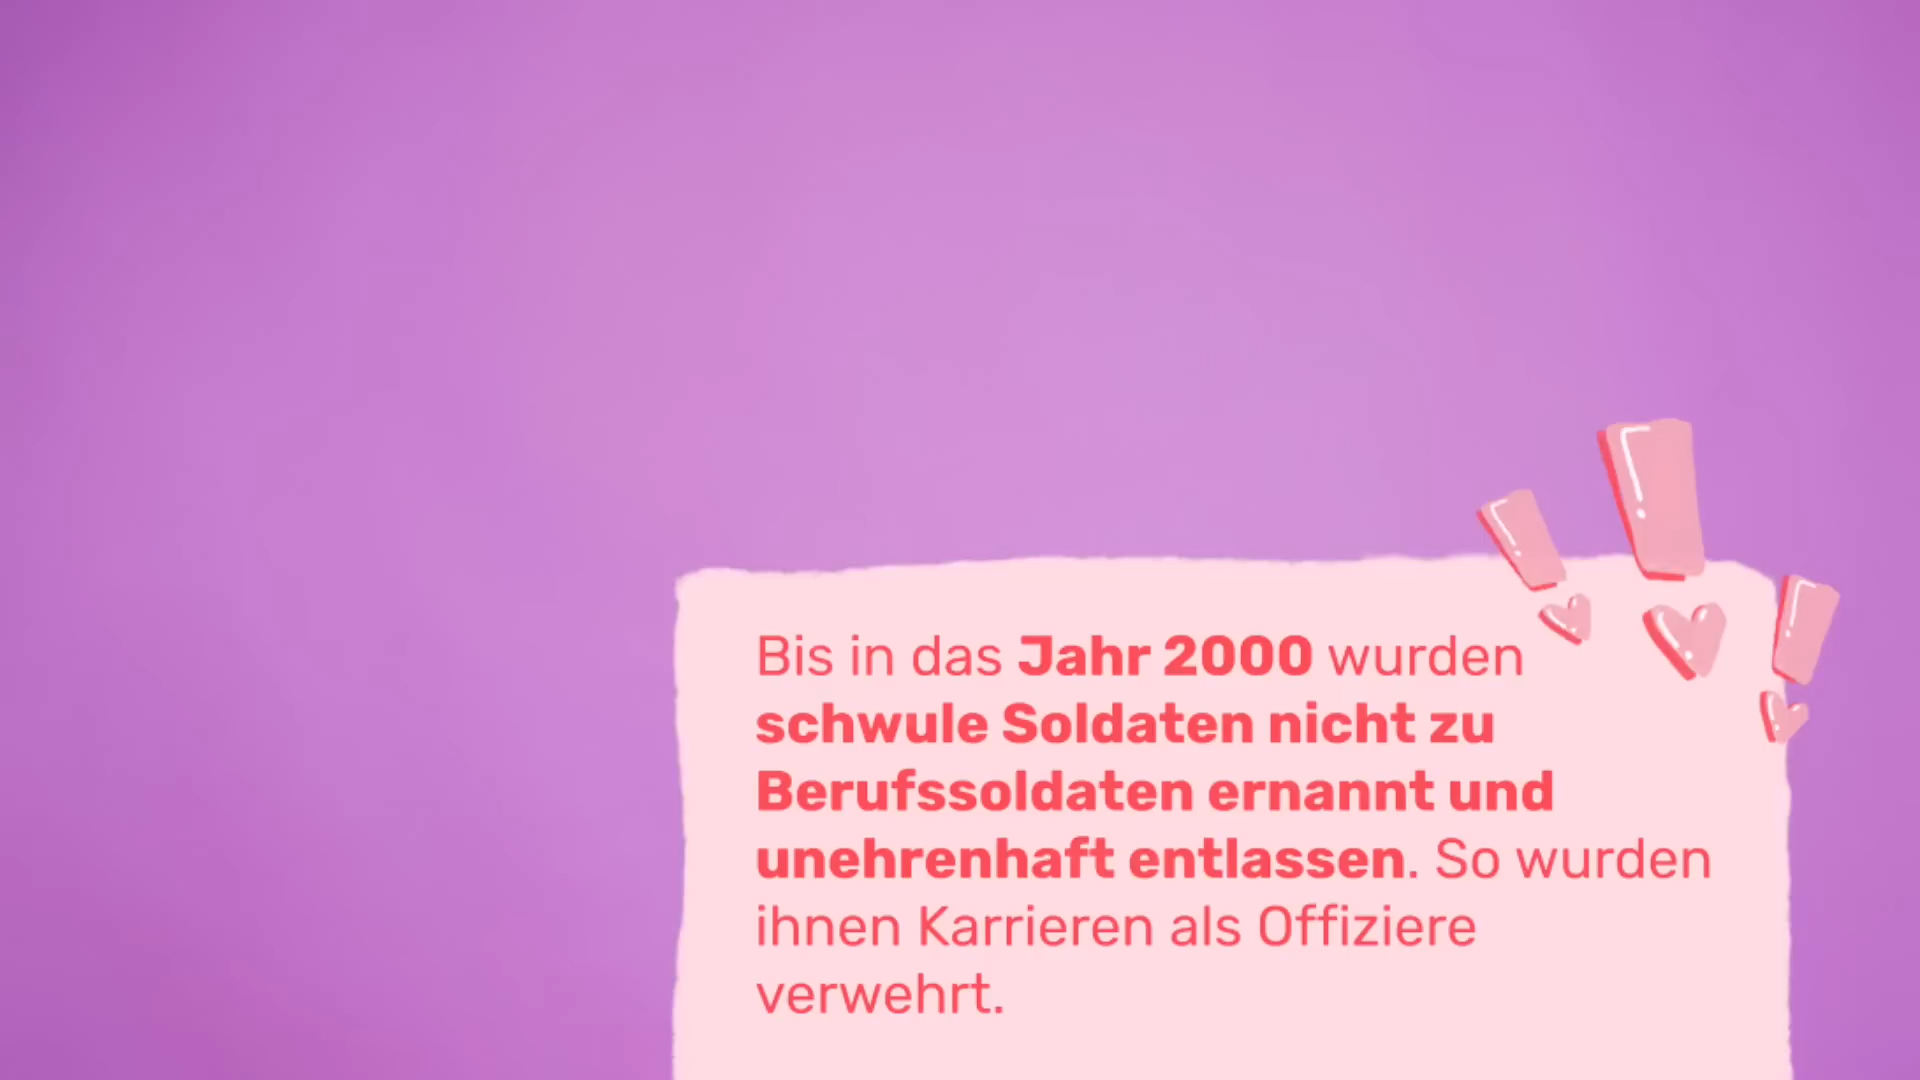 Bis in das Jahr 2000 wurden
schwule Soldaten nicht zu
Berufssoldaten ernannt und
unehrenhaft entlassen. So wurden
ihnen Karrieren als Offiziere
verwehrt.